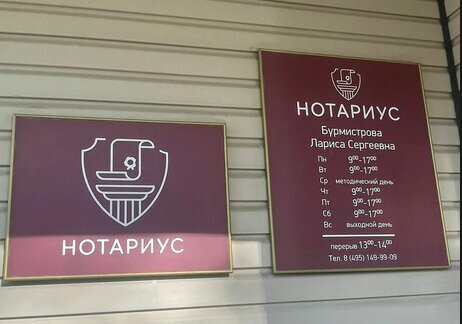 НОТАРИУС
НОТАРИУС
Бурмистрова
Лариса Сергеевна
Пн 9⁰⁰-17⁰⁰
Вт 9⁰⁰-17⁰⁰
Ср методический день
Чт 9⁰⁰-17⁰⁰
Пт 9⁰⁰-17⁰⁰
Сб 9⁰⁰-17⁰⁰
Вс выходной день
перерыв 13⁰⁰-14⁰⁰
Тел. 8 (495) 149-99-09